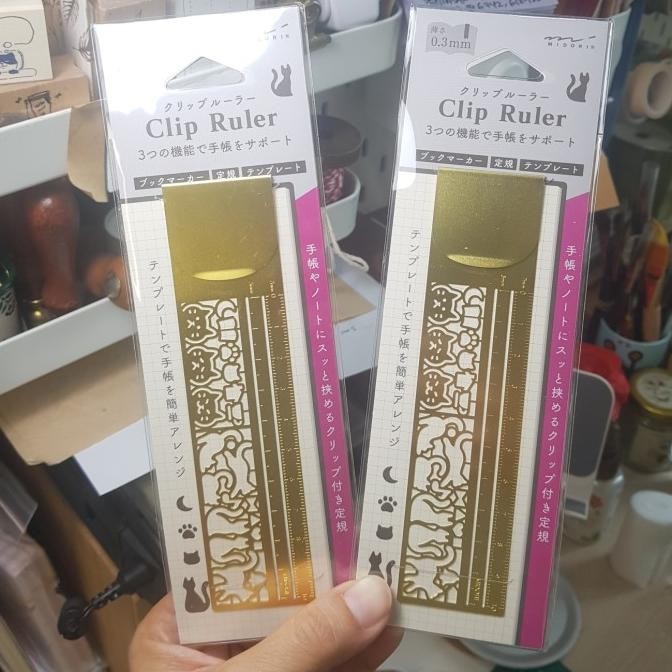 MIDORI
クリップルーラー
Clip Ruler
3つの機能で手帳をサポート
ブックマーカー 定規 テンプレート
テンプレートで手帳を簡単アレンジ
手帳やノートにスッと挟めるクリップ付き定規
薄さ
0.3mm
MIDORI
クリップルーラー
Clip Ruler
3つの機能で手帳をサポート
ブックマーカー 定規 テンプレート
テンプレートで手帳を簡単アレンジ
手帳やノートにスッと挟めるクリップ付き定規